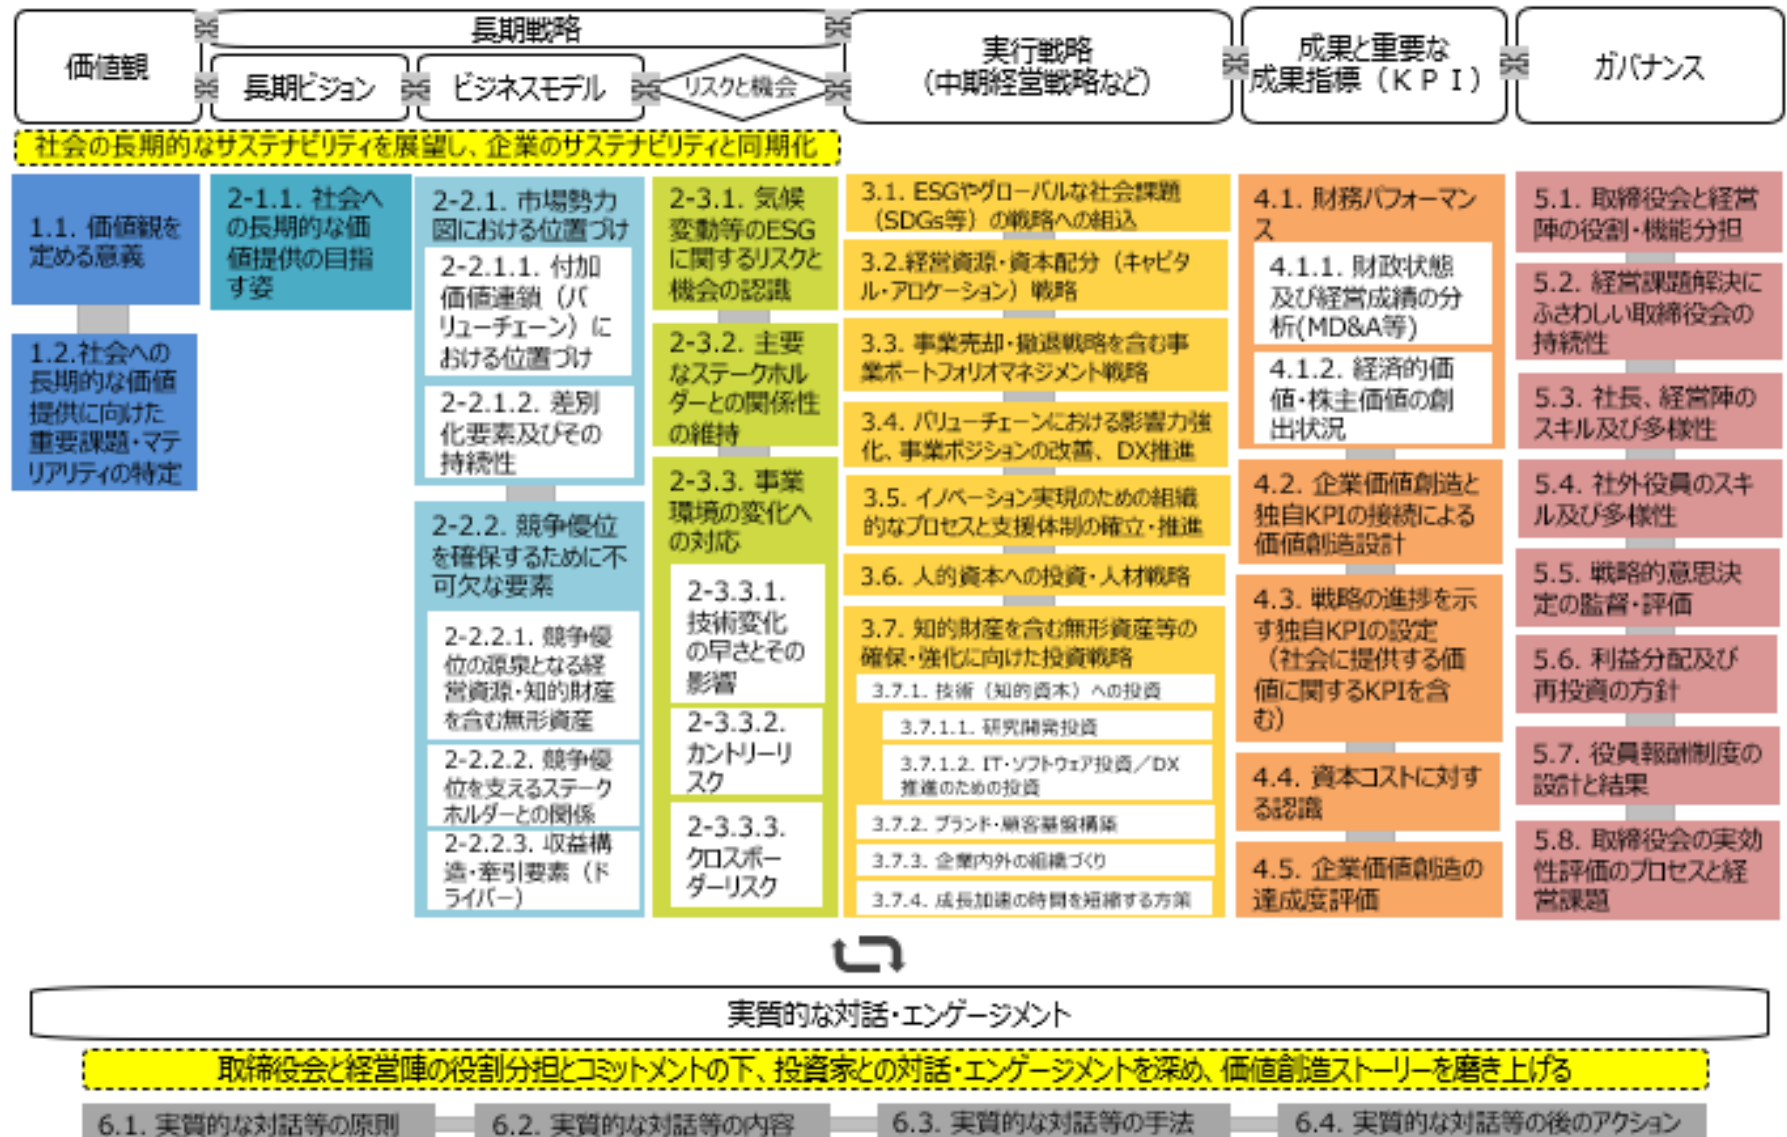 価値観
長期戦略
長期ビジョン
ビジネスモデル
リスクと機会
実行戦略
（中期経営戦略など）
成果と重要な
成果指標（ＫＰＩ）
ガバナンス
社会の長期的なサステナビリティを展望し、企業のサステナビリティと同期化
1.1. 価値観を
定める意義
1.2.社会への
長期的な価値
提供に向けた
重要課題・マテ
リアリティの特定
2-1.1. 社会へ
の長期的な価
値提供の目指
す姿
2-2.1. 市場勢力
図における位置づけ
2-2.1.1. 付加
価値連鎖（バ
リューチェーン）に
おける位置づけ
2-2.1.2. 差別
化要素及びその
持続性
2-2.2. 競争優位
を確保するために不
可欠な要素
2-2.2.1. 競争優
位の源泉となる経
営資源・知的財産
を含む無形資産
2-2.2.2. 競争優
位を支えるステーク
ホルダーとの関係
2-2.2.3. 収益構
造・牽引要素（ド
ライバー）
2-3.1. 気候
変動等のESG
に関するリスクと
機会の認識
2-3.2. 主要
なステークホル
ダーとの関係性
の維持
2-3.3. 事業
環境の変化へ
の対応
2-3.3.1.
技術変化
の早さとその
影響
2-3.3.2.
カントリーリ
スク
2-3.3.3.
クロスボー
ダーリスク
3.1. ESGやグローバルな社会課題
（SDGs等）の戦略への組込
3.2.経営資源・資本配分（キャピタ
ル・アロケーション）戦略
3.3. 事業売却・撤退戦略を含む事
業ポートフォリオマネジメント戦略
3.4. バリューチェーンにおける影響力強
化、事業ポジションの改善、DX推進
3.5. イノベーション実現のための組織
的なプロセスと支援体制の確立・推進
3.6. 人的資本への投資・人材戦略
3.7. 知的財産を含む無形資産等の
確保・強化に向けた投資戦略
3.7.1. 技術（知的資本）への投資
3.7.1.1. 研究開発投資
3.7.1.2. IT・ソフトウェア投資／DX
推進のための投資
3.7.2. ブランド・顧客基盤構築
3.7.3. 企業内外の組織づくり
3.7.4. 成長加速の時間を短縮する方策
4.1. 財務パフォーマン
ス
4.1.1. 財政状態
及び経営成績の分
析(MD&A等)
4.1.2. 経済的価
値・株主価値の創
出状況
4.2. 企業価値創造と
独自KPIの接続による
価値創造設計
4.3. 戦略の進捗を示
す独自KPIの設定
（社会に提供する価
値に関するKPIを含
む）
4.4. 資本コストに対す
る認識
4.5. 企業価値創造の
達成度評価
5.1. 取締役会と経営
陣の役割・機能分担
5.2. 経営課題解決に
ふさわしい取締役会の
持続性
5.3. 社長、経営陣の
スキル及び多様性
5.4. 社外役員のスキ
ル及び多様性
5.5. 戦略的意思決
定の監督・評価
5.6. 利益分配及び
再投資の方針
5.7. 役員報酬制度の
設計と結果
5.8. 取締役会の実効
性評価のプロセスと経
営課題
実質的な対話・エンゲージメント
取締役会と経営陣の役割分担とコミットメントの下、投資家との対話・エンゲージメントを深め、価値創造ストーリーを磨き上げる
6.1. 実質的な対話等の原則
6.2. 実質的な対話等の内容
6.3. 実質的な対話等の手法
6.4. 実質的な対話等の後のアクション